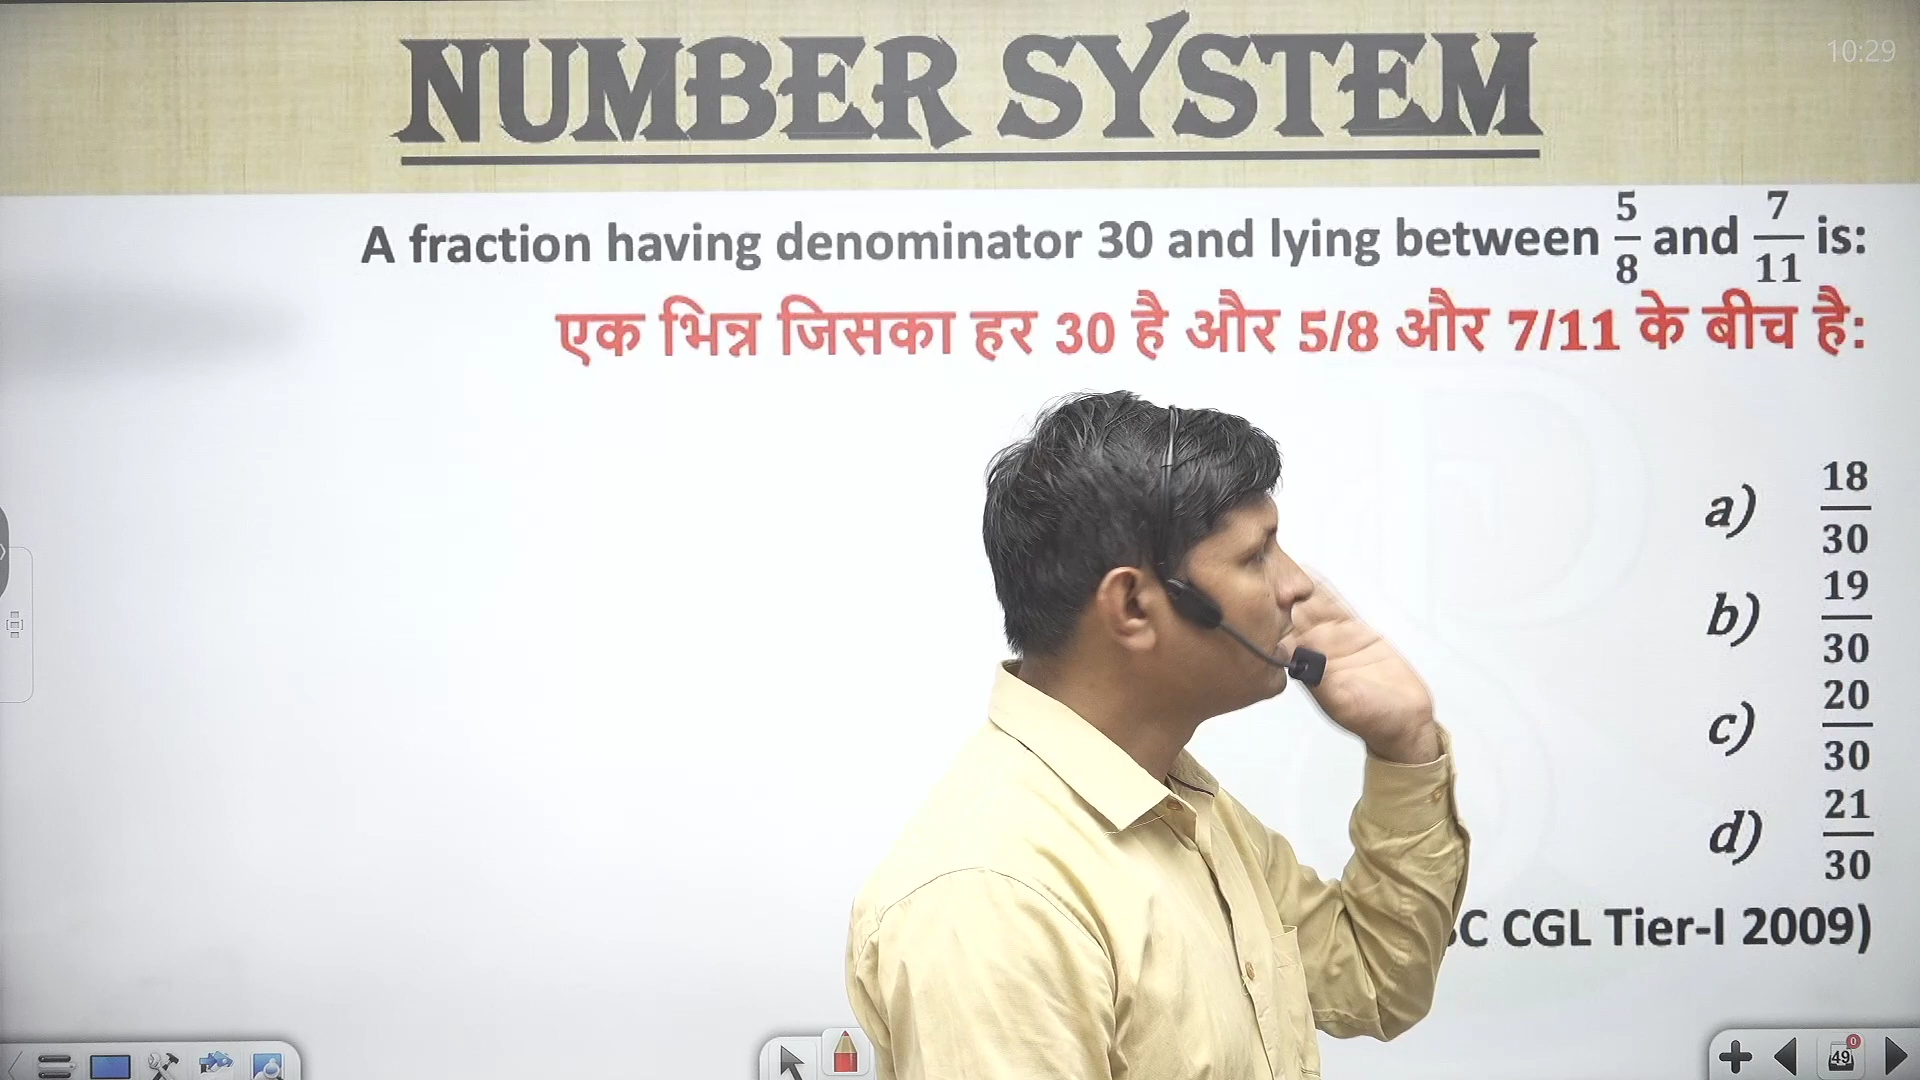 NUMBER SYSTEM
10:29
A fraction having denominator 30 and lying between 5/8 and 7/11 is:
एक भिन्न जिसका हर 30 है और 5/8 और 7/11 के बीच है:
a) 18/30
b) 19/30
c) 20/30
d) 21/30
CGL Tier-I 2009)
49
0